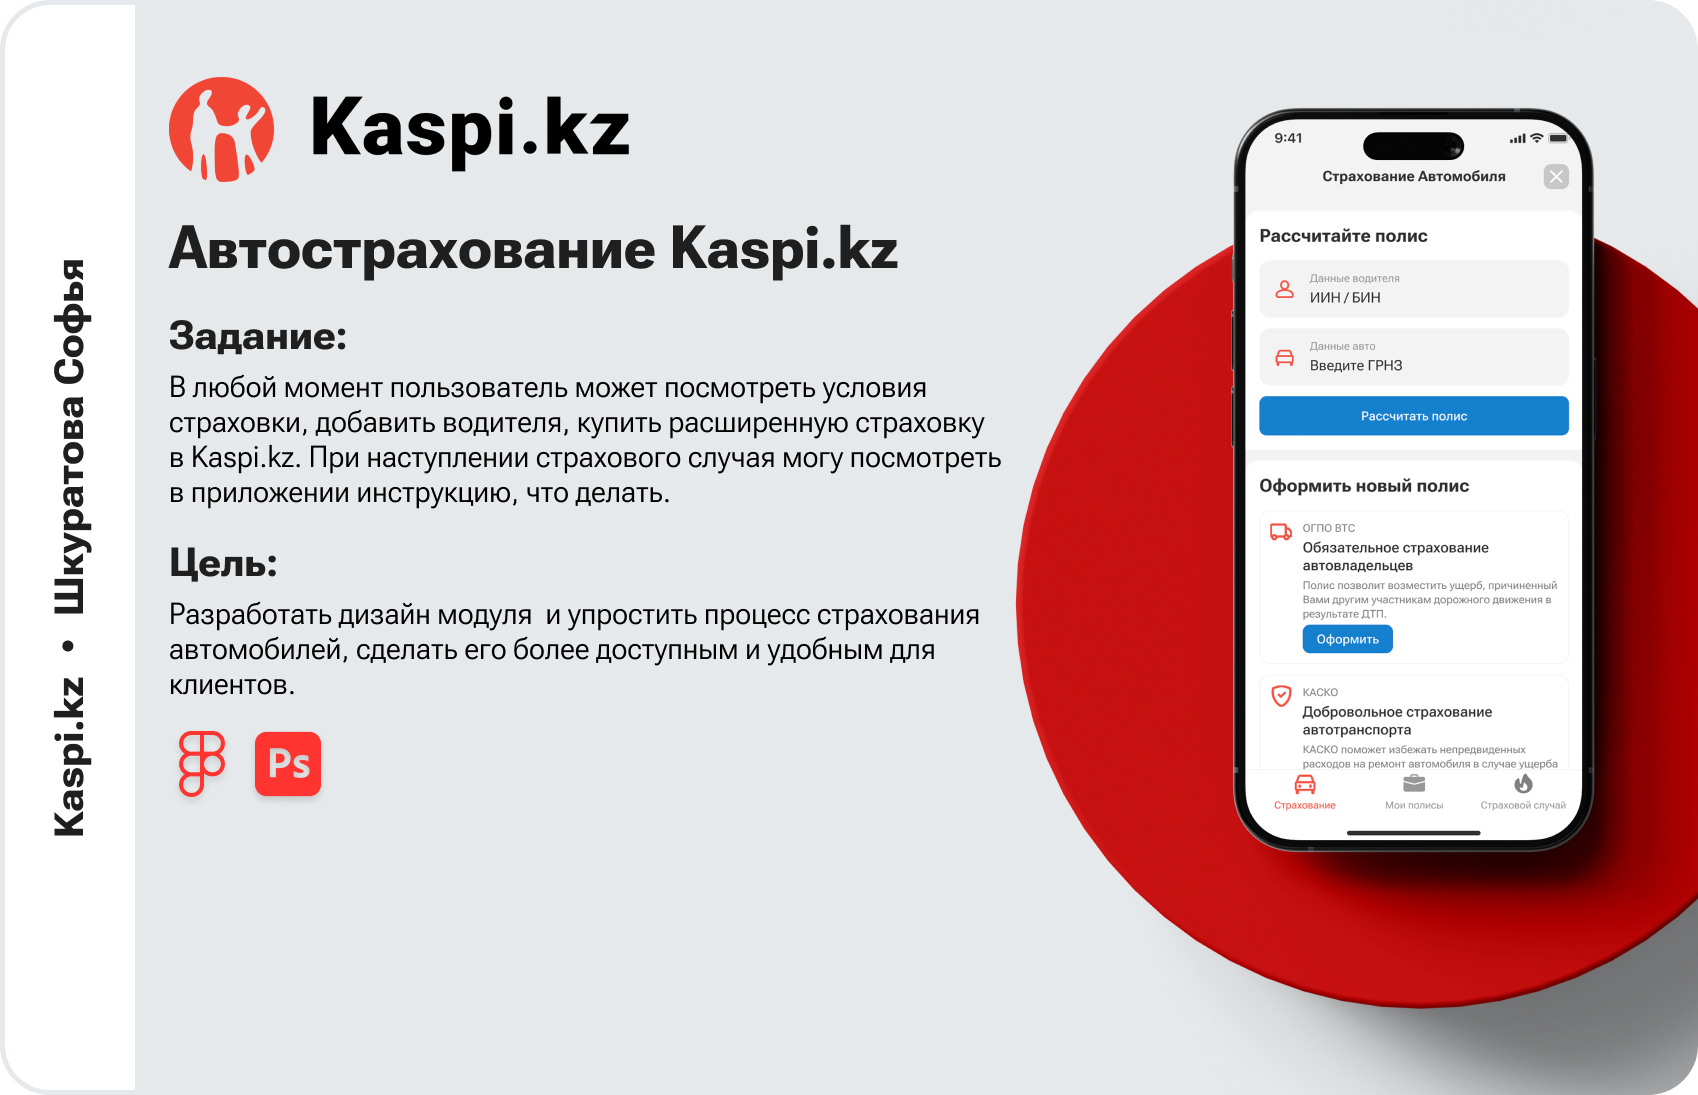 Kaspi.kz • Шкуратова Софья
Kaspi.kz
Автострахование Kaspi.kz
Задание:
В любой момент пользователь может посмотреть условия
страховки, добавить водителя, купить расширенную страховку
в Kaspi.kz. При наступлении страхового случая могу посмотреть
в приложении инструкцию, что делать.
Цель:
Разработать дизайн модуля  и упростить процесс страхования
автомобилей, сделать его более доступным и удобным для
клиентов.
Ps
9:41
Страхование Автомобиля
Рассчитайте полис
Данные водителя
ИИН / БИН
Данные авто
Введите ГРНЗ
Рассчитать полис
Оформить новый полис
ОГПО ВТС
Обязательное страхование
автовладельцев
Полис позволит возместить ущерб, причиненный
Вами другим участникам дорожного движения в
результате ДТП.
Оформить
КАСКО
Добровольное страхование
автотранспорта
КАСКО поможет избежать непредвиденных
расходов на ремонт автомобиля в случае ущерба
Страхование
Мои полисы
Страховой случай